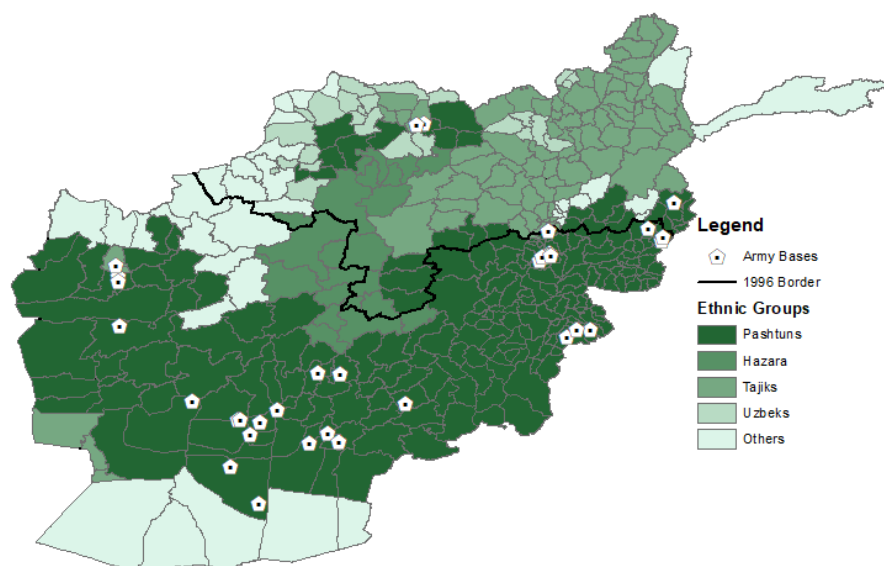 Legend
Army Bases
1996 Border
Ethnic Groups
Pashtuns
Hazara
Tajiks
Uzbeks
Others